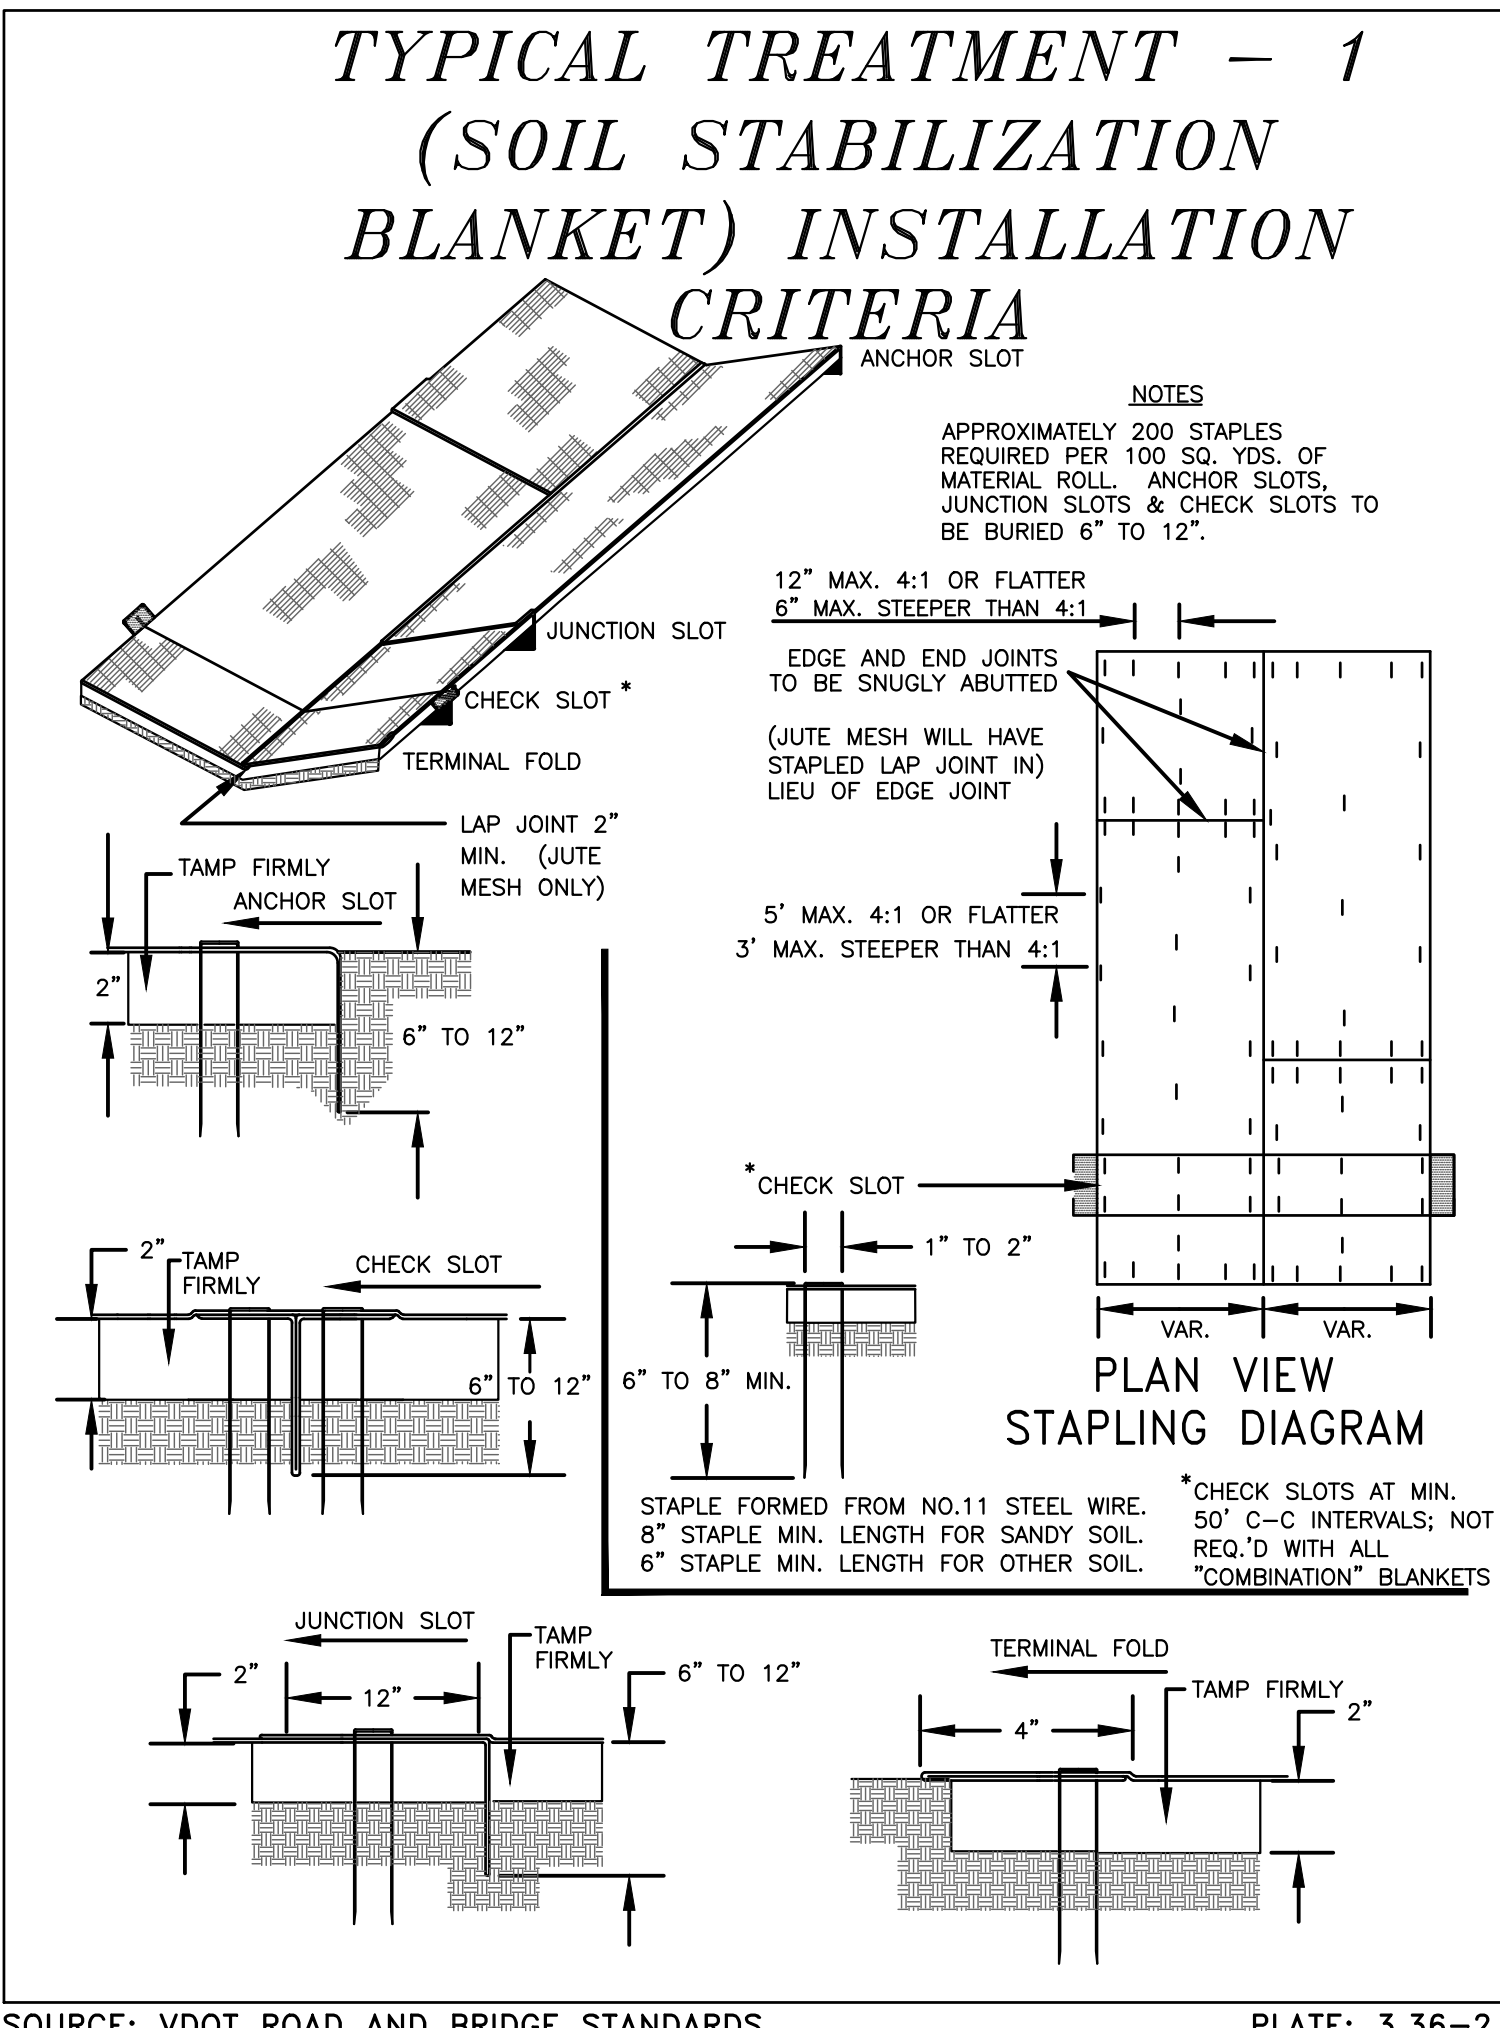 TYPICAL TREATMENT – 1
(SOIL STABILIZATION
BLANKET) INSTALLATION
CRITERIA
ANCHOR SLOT
NOTES
APPROXIMATELY 200 STAPLES
REQUIRED PER 100 SQ. YDS. OF
MATERIAL ROLL. ANCHOR SLOTS,
JUNCTION SLOTS & CHECK SLOTS TO
BE BURIED 6" TO 12".
12" MAX. 4:1 OR FLATTER
6" MAX. STEEPER THAN 4:1
JUNCTION SLOT
EDGE AND END JOINTS
TO BE SNUGLY ABUTTED
CHECK SLOT *
(JUTE MESH WILL HAVE
STAPLED LAP JOINT IN)
LIEU OF EDGE JOINT
TERMINAL FOLD
LAP JOINT 2"
MIN. (JUTE
MESH ONLY)
TAMP FIRMLY
ANCHOR SLOT
2"
6" TO 12"
5' MAX. 4:1 OR FLATTER
3' MAX. STEEPER THAN 4:1
*CHECK SLOT
1" TO 2"
6" TO 8" MIN.
2"
TAMP
FIRMLY
CHECK SLOT
6" TO 12"
VAR.
VAR.
PLAN VIEW
STAPLING DIAGRAM
STAPLE FORMED FROM NO.11 STEEL WIRE.
8" STAPLE MIN. LENGTH FOR SANDY SOIL.
6" STAPLE MIN. LENGTH FOR OTHER SOIL.
*CHECK SLOTS AT MIN.
50' C-C INTERVALS; NOT
REQ.'D WITH ALL
"COMBINATION" BLANKETS
JUNCTION SLOT
TAMP
FIRMLY
2"
12"
6" TO 12"
TERMINAL FOLD
TAMP FIRMLY
4"
2"
SOURCE: VDOT ROAD AND BRIDGE STANDARDS
PLATE: 3.36-2